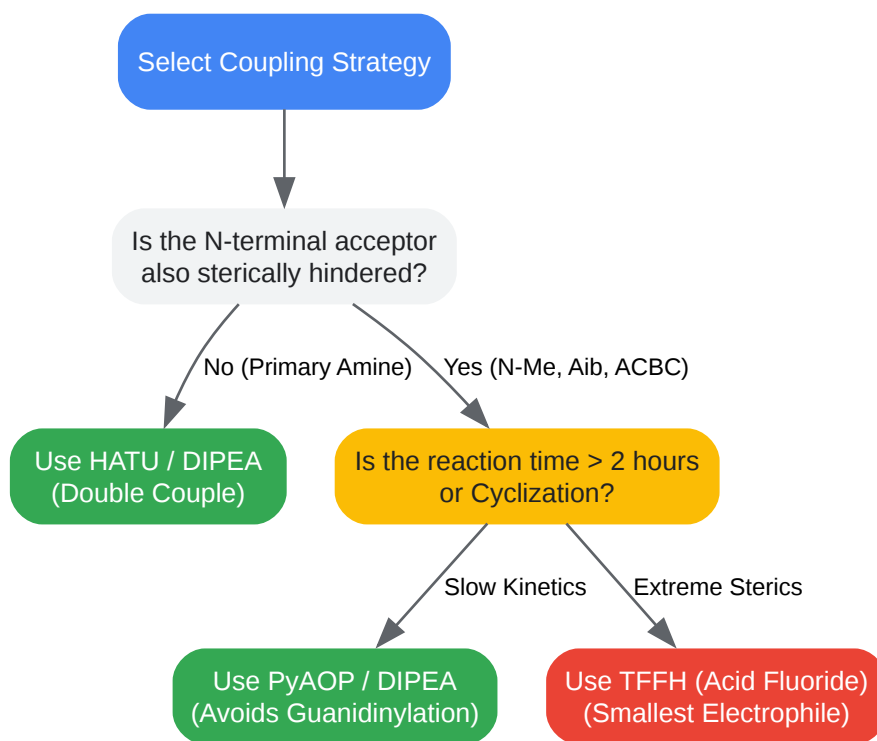 Select Coupling Strategy
Is the N-terminal acceptor
also sterically hindered?
No (Primary Amine)
Yes (N-Me, Aib, ACBC)
Use HATU / DIPEA
(Double Couple)
Is the reaction time > 2 hours
or Cyclization?
Slow Kinetics
Extreme Sterics
Use PyAOP / DIPEA
(Avoids Guanidinylation)
Use TFFH (Acid Fluoride)
(Smallest Electrophile)